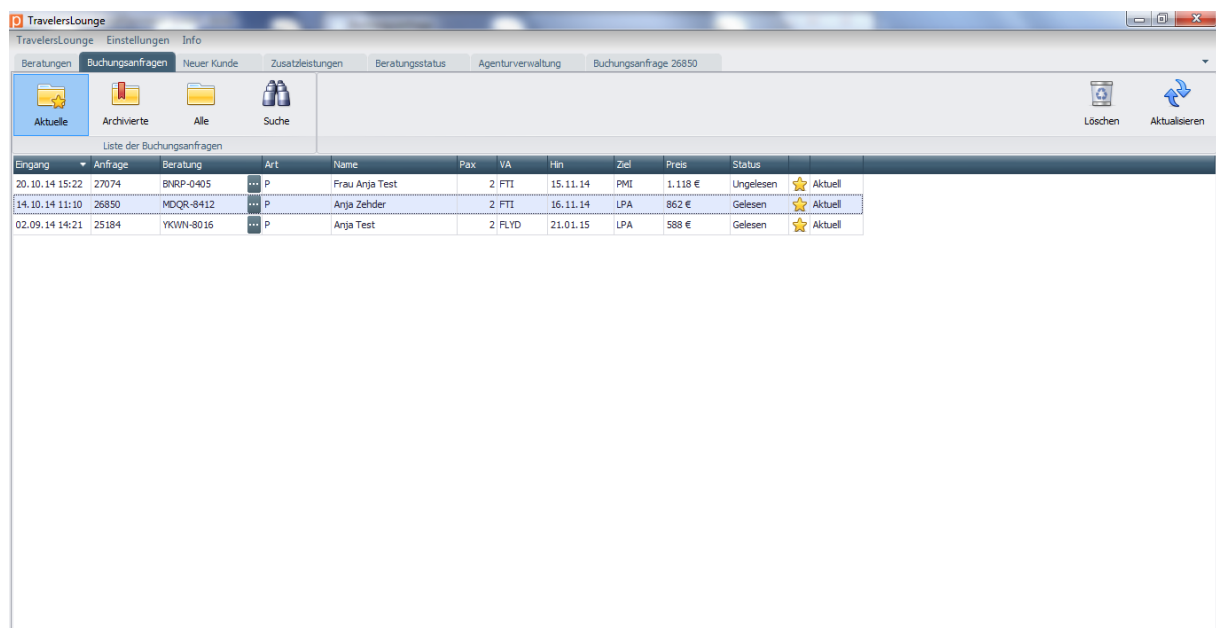 TravelersLounge
TravelersLounge Einstellungen Info
Beratungen Buchungsanfragen Neuer Kunde Zusatzleistungen Beratungsstatus Agenturverwaltung Buchungsanfrage 26850
Aktuelle Archivierte Alle Suche Löschen Aktualisieren
Liste der Buchungsanfragen
Eingang Anfrage Beratung Art Name Pax VA Hin Ziel Preis Status
20.10.14 15:22 27074 BNRP-0405 ... P Frau Anja Test 2 FTI 15.11.14 PMI 1.118 € Ungelesen Aktuell
14.10.14 11:10 26850 MDQR-8412 ... P Anja Zehder 2 FTI 16.11.14 LPA 862 € Gelesen Aktuell
02.09.14 14:21 25184 YKWN-8016 ... P Anja Test 2 FLYD 21.01.15 LPA 588 € Gelesen Aktuell